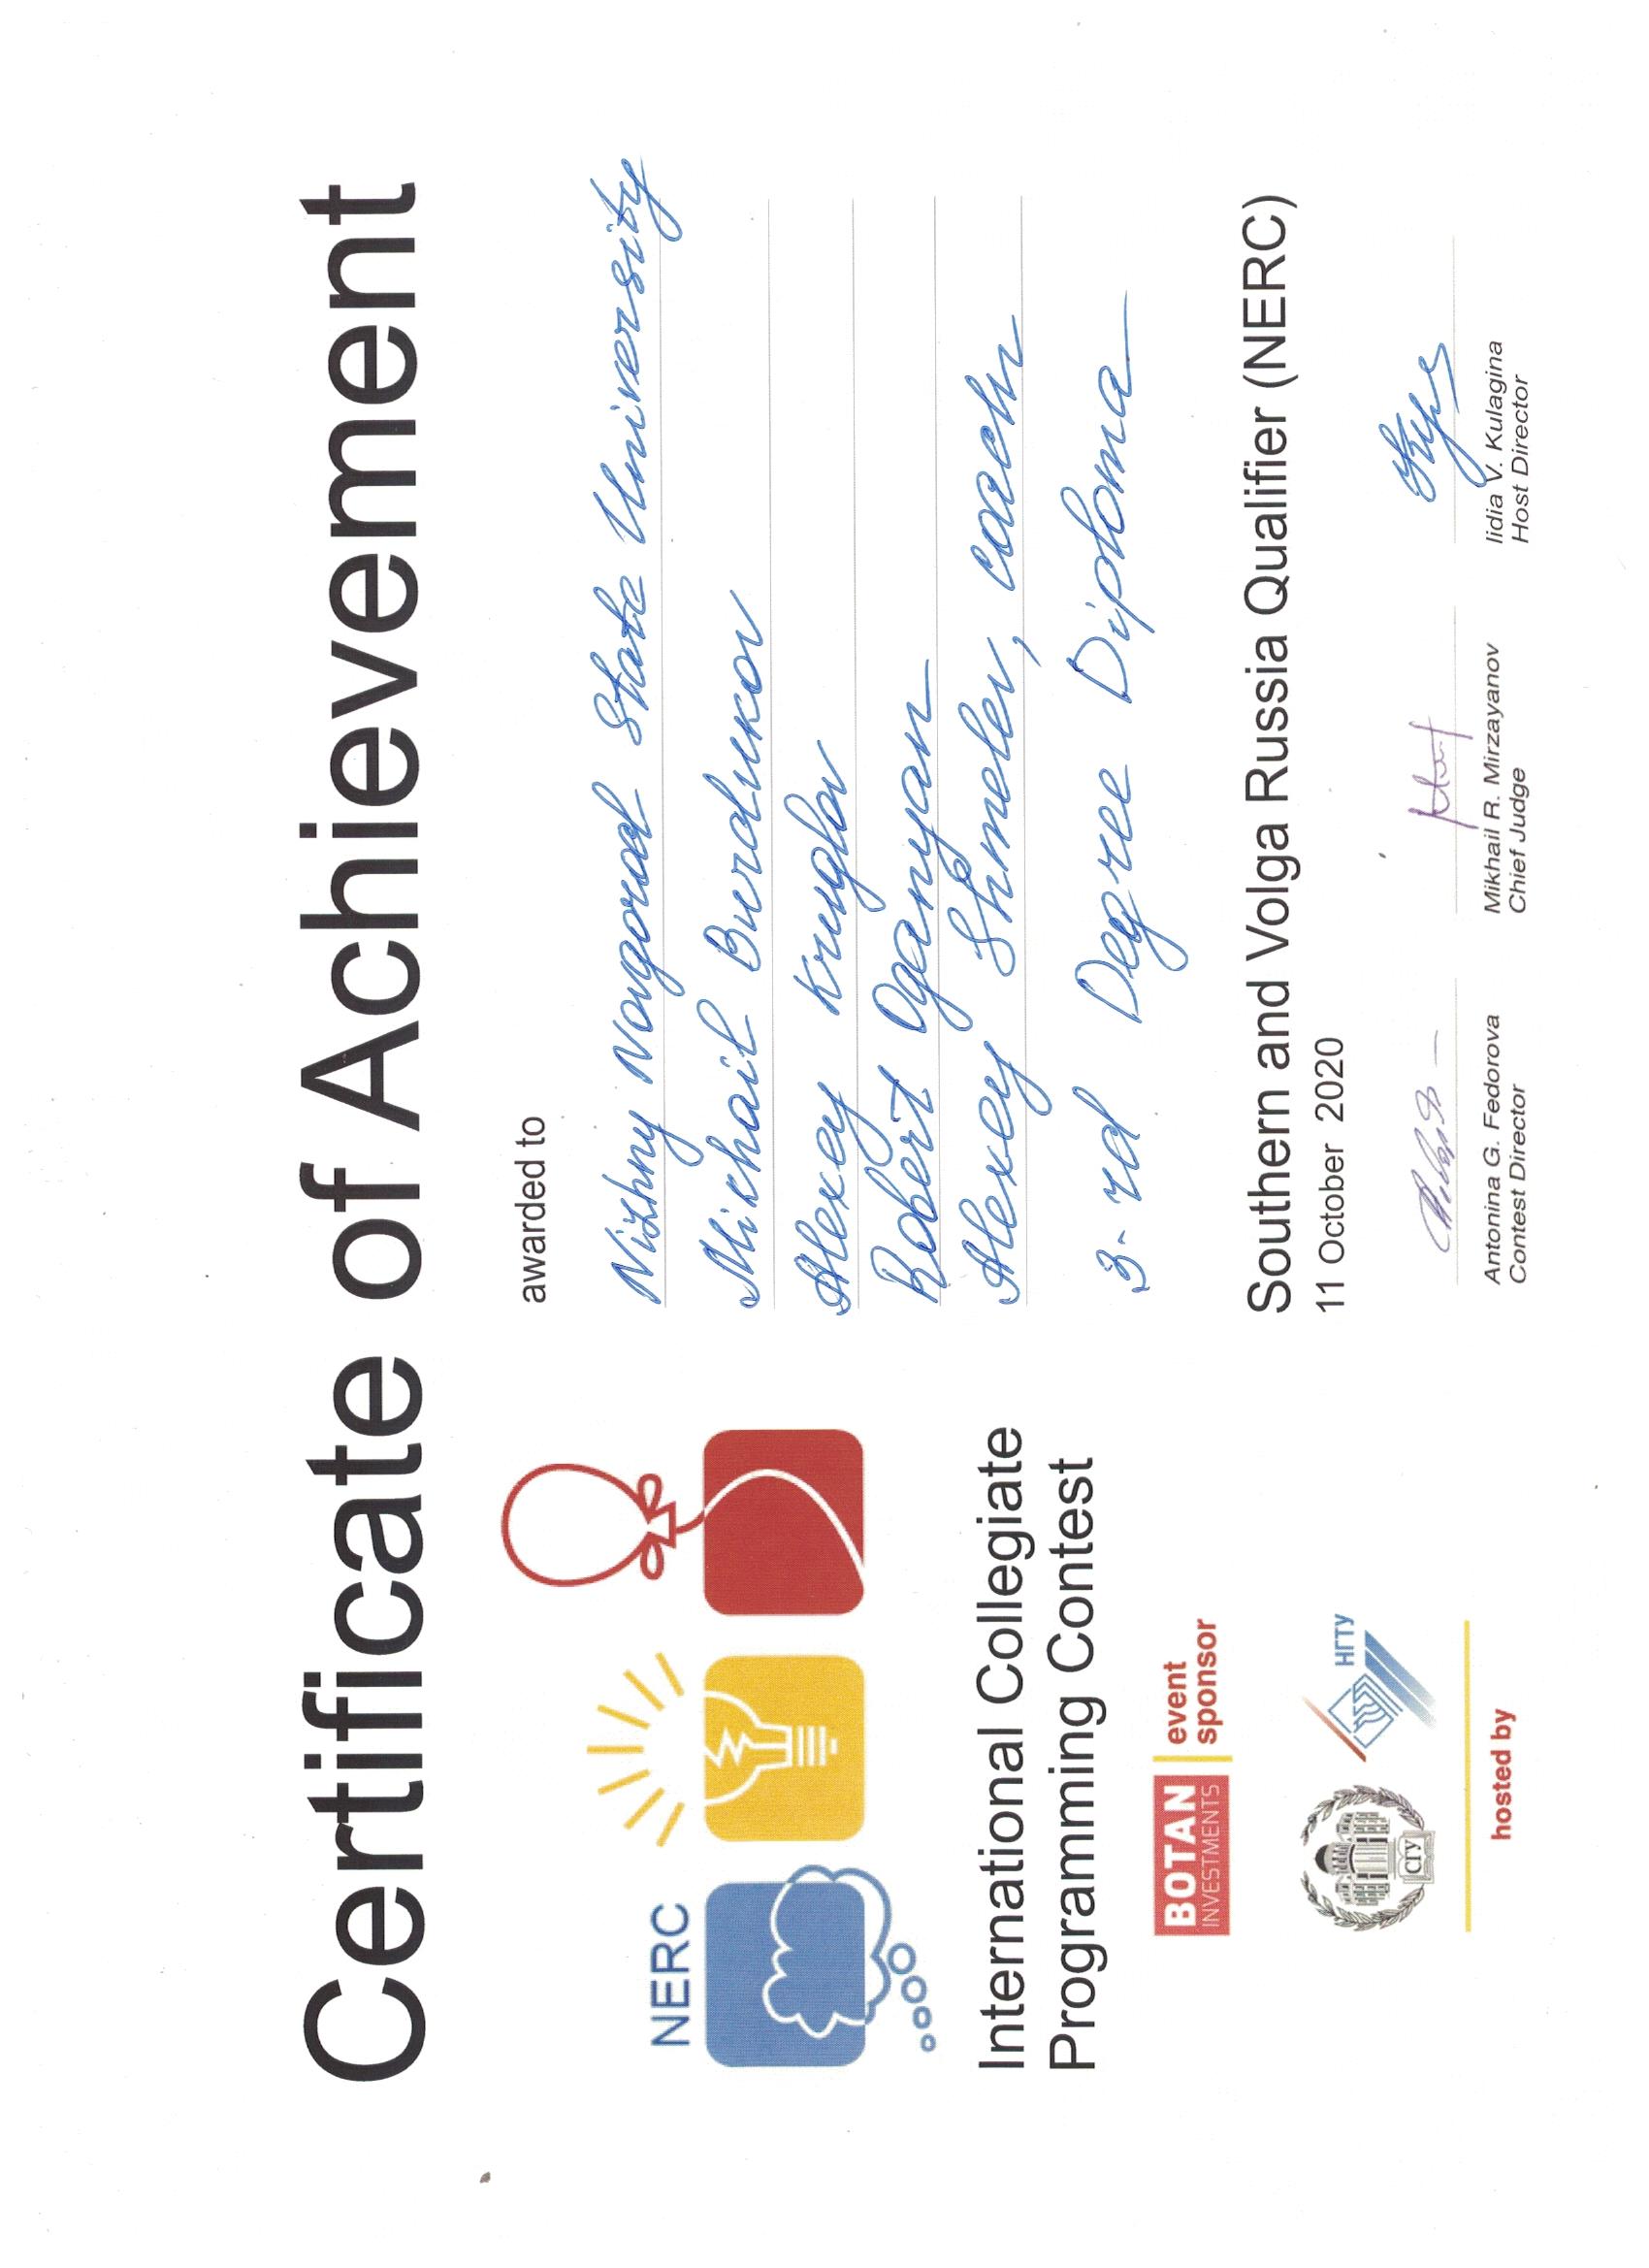 Certificate of Achievement
awarded to
Nizhny Novgorod State University
Mikhail Burdukov
Alexey Kruglov
Robert Oganyan
Alexey Shmelev, coach
3-rd Degree Diploma
NERC
International Collegiate
Programming Contest
BOTAN
INVESTMENTS
event
sponsor
СГУ
НГТУ
hosted by
Southern and Volga Russia Qualifier (NERC)
11 October 2020
Antonina G. Fedorova
Contest Director
Mikhail R. Mirzayanov
Chief Judge
lidia V. Kulagina
Host Director